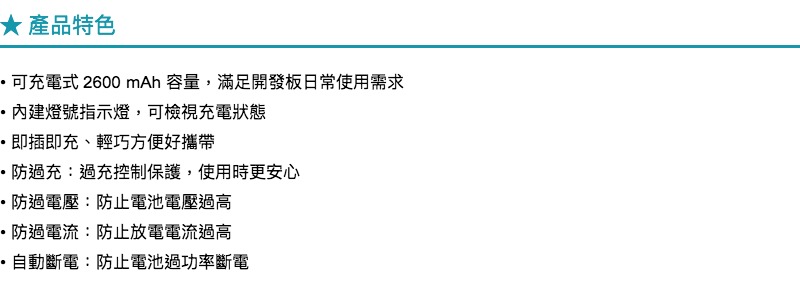 ★ 產品特色
• 可充電式 2600 mAh 容量，滿足開發板日常使用需求
• 內建燈號指示燈，可檢視充電狀態
• 即插即充、輕巧方便好攜帶
• 防過充：過充控制保護，使用時更安心
• 防過電壓：防止電池電壓過高
• 防過電流：防止放電電流過高
• 自動斷電：防止電池過功率斷電